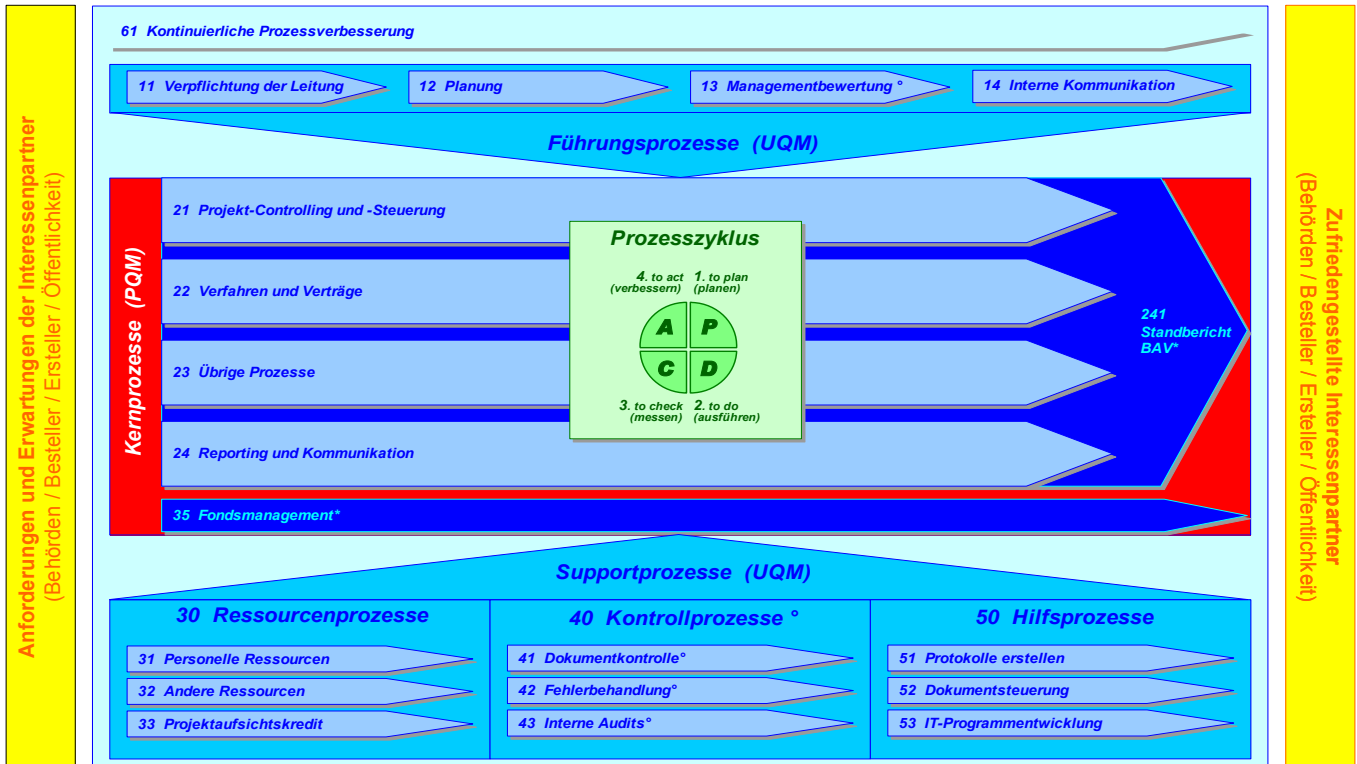 Anforderungen und Erwartungen der Interessenpartner
(Behörden / Besteller / Ersteller / Öffentlichkeit)
61 Kontinuierliche Prozessverbesserung
11 Verpflichtung der Leitung
12 Planung
13 Managementbewertung °
14 Interne Kommunikation
Führungsprozesse (UQM)
Kernprozesse (PQM)
21 Projekt-Controlling und -Steuerung
22 Verfahren und Verträge
23 Übrige Prozesse
24 Reporting und Kommunikation
Prozesszyklus
4. to act
(verbessern)
1. to plan
(planen)
A
P
C
D
3. to check
(messen)
2. to do
(ausführen)
241
Standbericht
BAV*
35 Fondsmanagement*
Supportprozesse (UQM)
30 Ressourcenprozesse
31 Personelle Ressourcen
32 Andere Ressourcen
33 Projektaufsichtskredit
40 Kontrollprozesse °
41 Dokumentkontrolle°
42 Fehlerbehandlung°
43 Interne Audits°
50 Hilfsprozesse
51 Protokolle erstellen
52 Dokumentsteuerung
53 IT-Programmentwicklung
Zufriedengestellte Interessenpartner
(Behörden / Besteller / Ersteller / Öffentlichkeit)